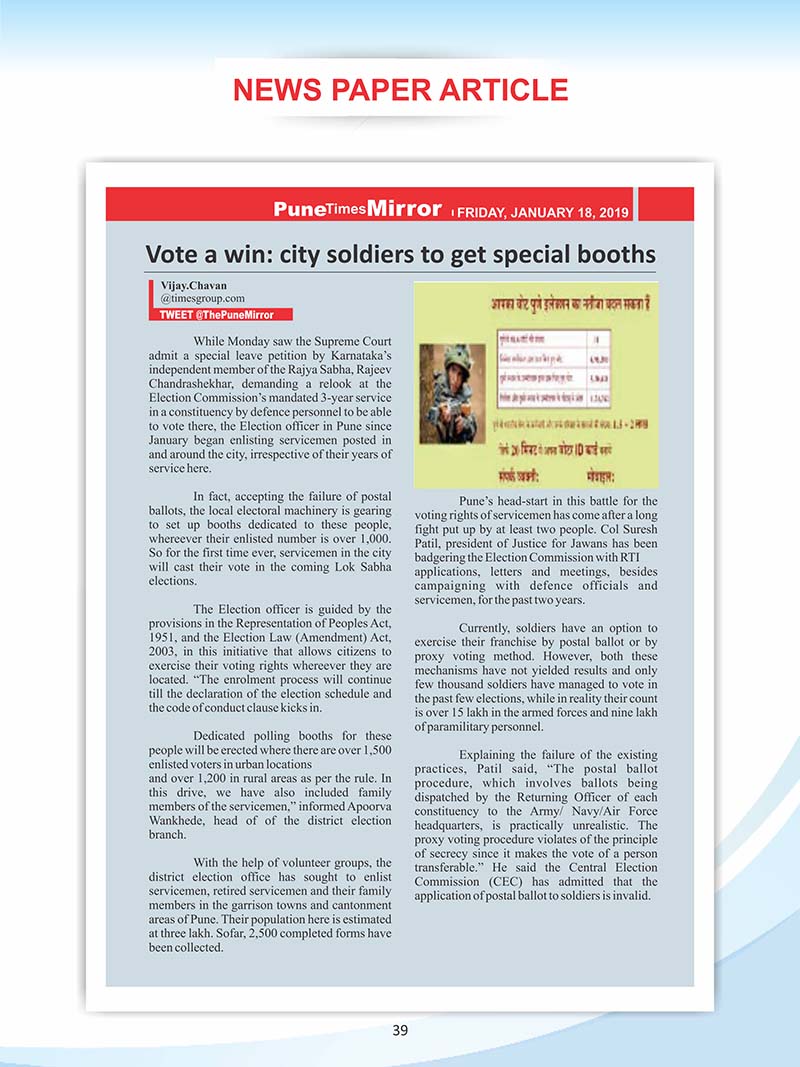 NEWS PAPER ARTICLE
PuneTimesMirror FRIDAY, JANUARY 18, 2019
Vote a win: city soldiers to get special booths
Vijay.Chavan
@timesgroup.com
TWEET @ThePuneMirror
While Monday saw the Supreme Court
admit a special leave petition by Karnataka's
independent member of the Rajya Sabha, Rajeev
Chandrashekhar, demanding a relook at the
Election Commission's mandated 3-year service
in a constituency by defence personnel to be able
to vote there, the Election officer in Pune since
January began enlisting servicemen posted in
and around the city, irrespective of their years of
service here.
In fact, accepting the failure of postal
ballots, the local electoral machinery is gearing
to set up booths dedicated to these people,
whereever their enlisted number is over 1,000.
So for the first time ever, servicemen in the city
will cast their vote in the coming Lok Sabha
elections.
The Election officer is guided by the
provisions in the Representation of Peoples Act,
1951, and the Election Law (Amendment) Act,
2003, in this initiative that allows citizens to
exercise their voting rights whereever they are
located. “The enrolment process will continue
till the declaration of the election schedule and
the code of conduct clause kicks in.
Dedicated polling booths for these
people will be erected where there are over 1,500
enlisted voters in urban locations
and over 1,200 in rural areas as per the rule. In
this drive, we have also included family
members of the servicemen,” informed Apoorva
Wankhede, head of of the district election
branch.
With the help of volunteer groups, the
district election office has sought to enlist
servicemen, retired servicemen and their family
members in the garrison towns and cantonment
areas of Pune. Their population here is estimated
at three lakh. Sofar, 2,500 completed forms have
been collected.
आपका वोट पुणे इलेक्शन का नतीजा बदल सकता हैं
सिर्फ 20 मिनट में अपना वोटर ID कार्ड बनाये
संपर्क व्यक्ती: मोबाइल:
Pune's head-start in this battle for the
voting rights of servicemen has come after a long
fight put up by at least two people. Col Suresh
Patil, president of Justice for Jawans has been
badgering the Election Commission with RTI
applications, letters and meetings, besides
campaigning with defence officials and
servicemen, for the past two years.
Currently, soldiers have an option to
exercise their franchise by postal ballot or by
proxy voting method. However, both these
mechanisms have not yielded results and only
few thousand soldiers have managed to vote in
the past few elections, while in reality their count
is over 15 lakh in the armed forces and nine lakh
of paramilitary personnel.
Explaining the failure of the existing
practices, Patil said, “The postal ballot
procedure, which involves ballots being
dispatched by the Returning Officer of each
constituency to the Army/ Navy/Air Force
headquarters, is practically unrealistic. The
proxy voting procedure violates of the principle
of secrecy since it makes the vote of a person
transferable.” He said the Central Election
Commission (CEC) has admitted that the
application of postal ballot to soldiers is invalid.
39